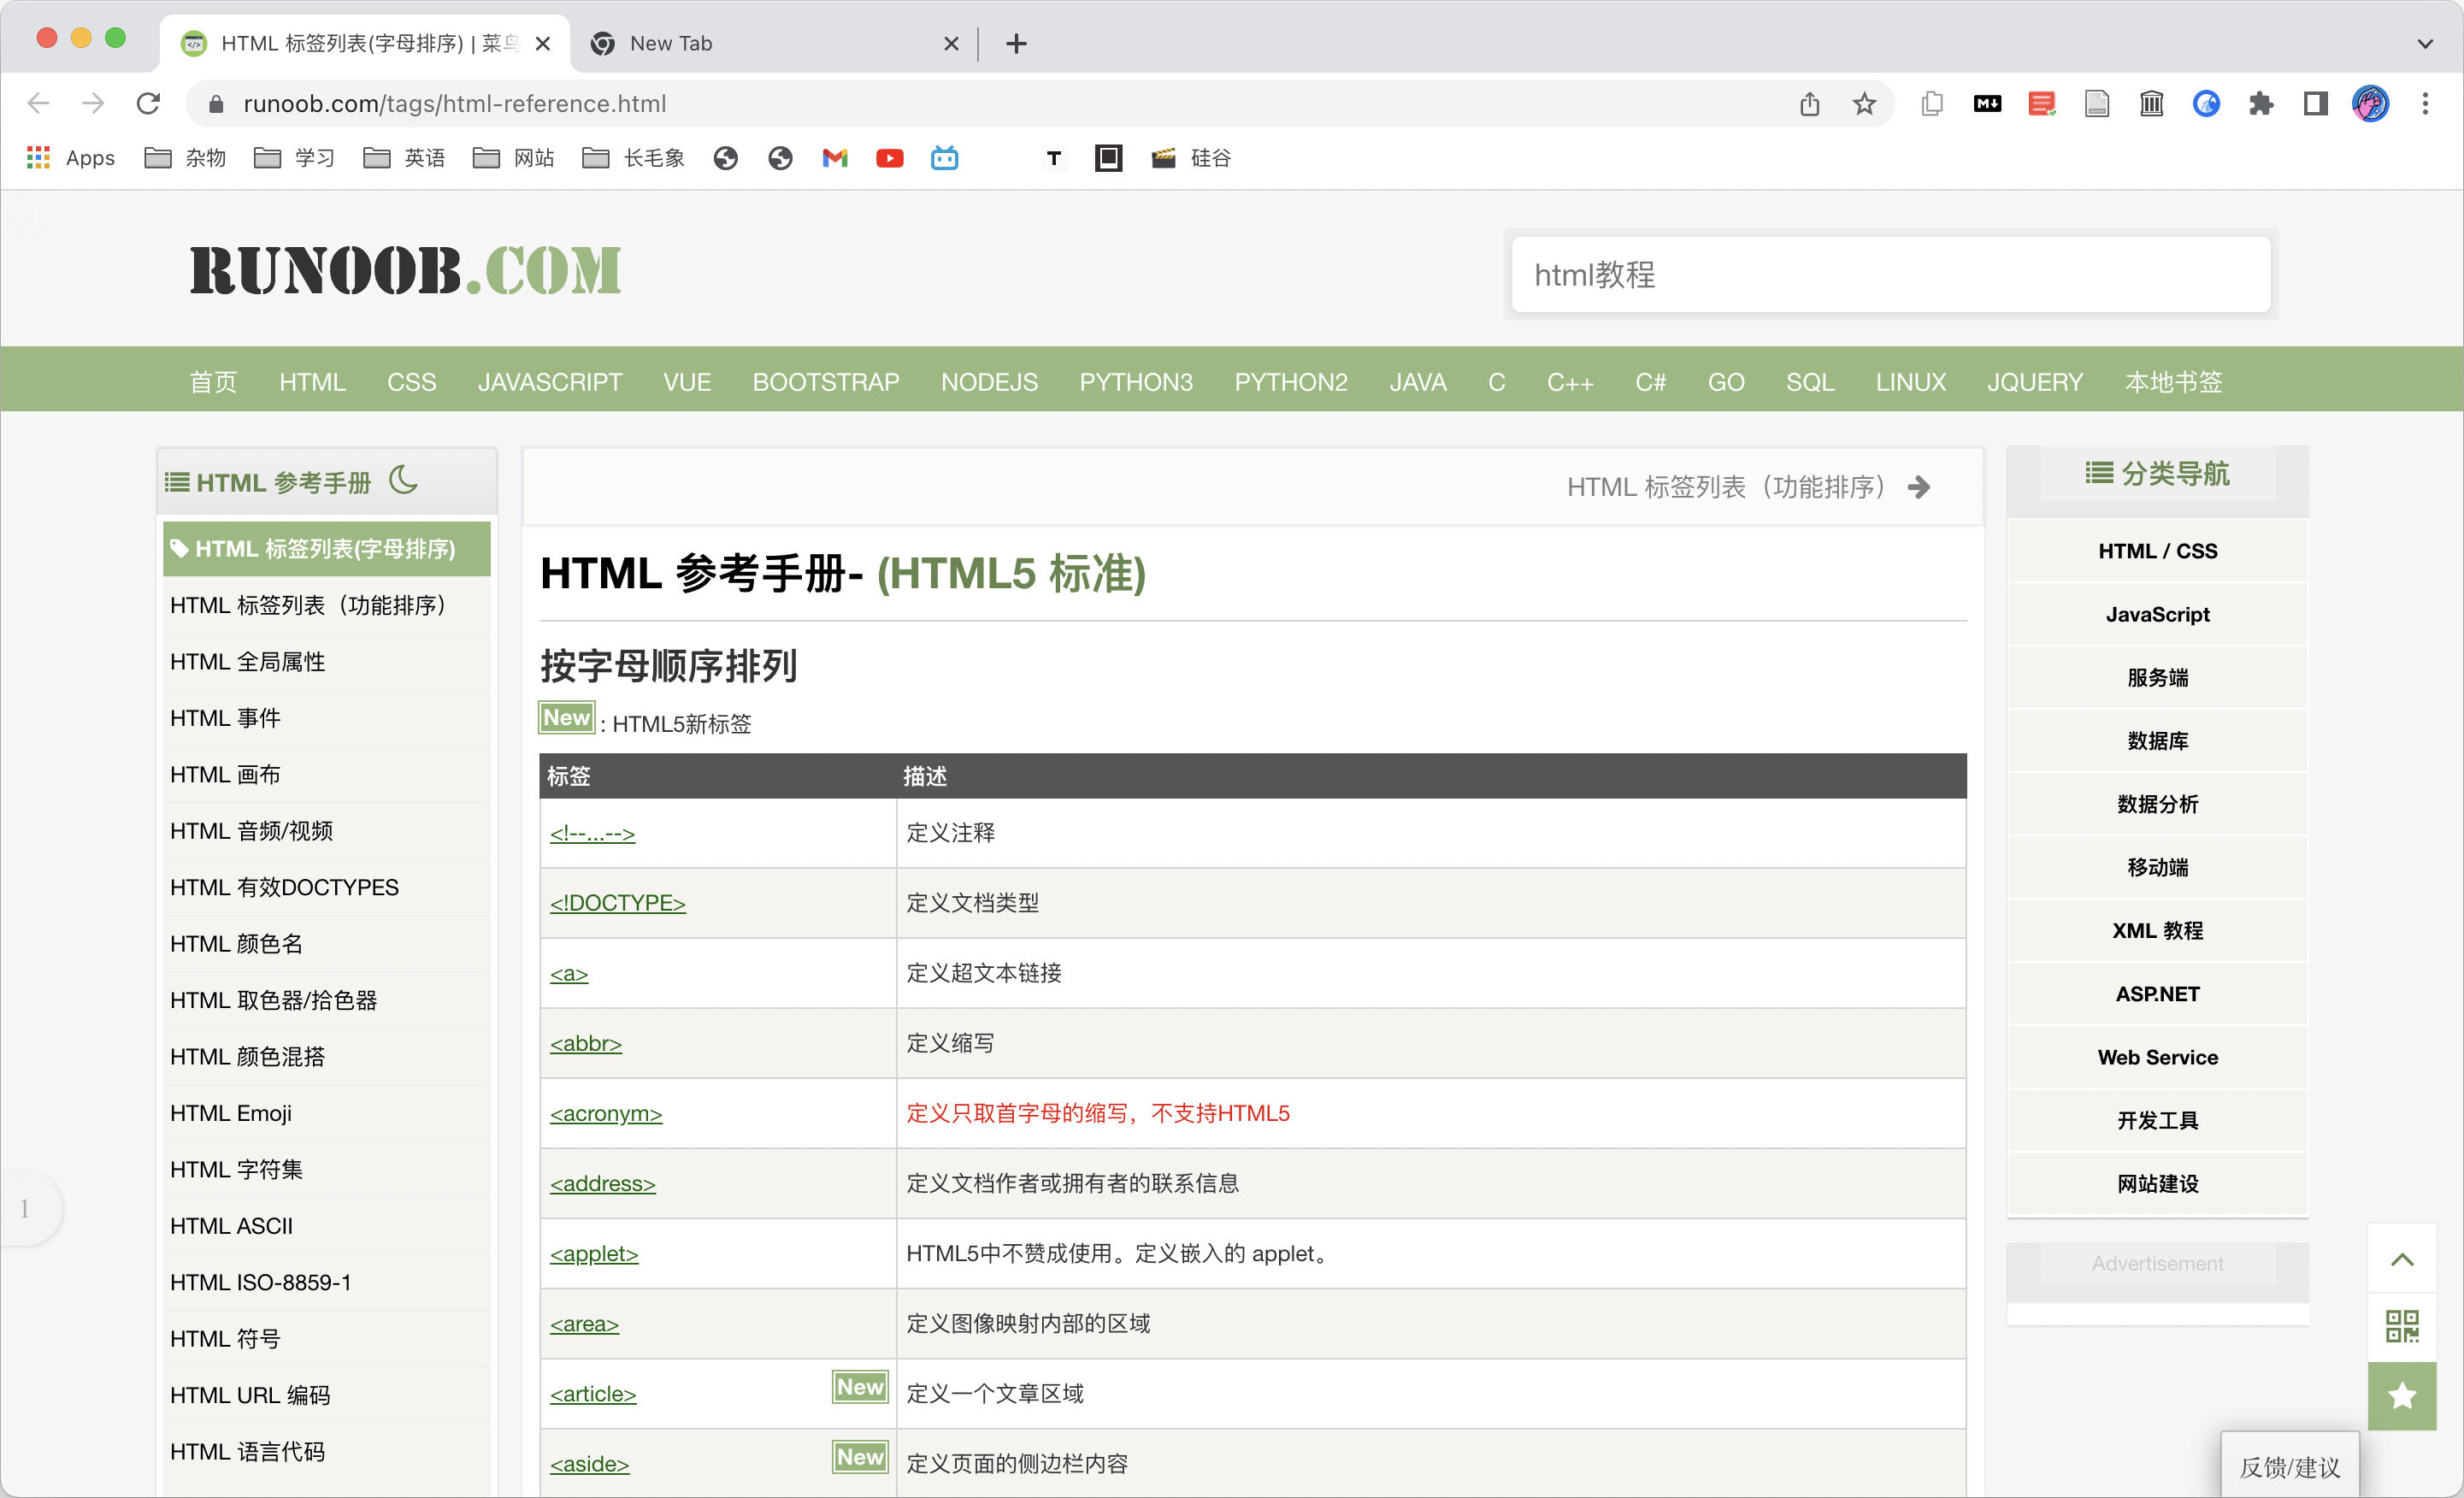 HTML 标签列表(字母排序) | 菜鸟
New Tab
runoob.com/tags/html-reference.html
Apps
杂物
学习
英语
网站
长毛象
T
硅谷
RUNOOB.COM
html教程
首页 HTML CSS JAVASCRIPT VUE BOOTSTRAP NODEJS PYTHON3 PYTHON2 JAVA C C++ C# GO SQL LINUX JQUERY 本地书签
HTML 参考手册
HTML 标签列表(字母排序)
HTML 标签列表（功能排序）
HTML 全局属性
HTML 事件
HTML 画布
HTML 音频/视频
HTML 有效DOCTYPES
HTML 颜色名
HTML 取色器/拾色器
HTML 颜色混搭
HTML Emoji
HTML 字符集
HTML ASCII
HTML ISO-8859-1
HTML 符号
HTML URL 编码
HTML 语言代码
1
HTML 标签列表（功能排序）
HTML 参考手册- (HTML5 标准)
按字母顺序排列
New : HTML5新标签
标签 描述
<!--...--> 定义注释
<!DOCTYPE> 定义文档类型
<a> 定义超文本链接
<abbr> 定义缩写
<acronym> 定义只取首字母的缩写，不支持HTML5
<address> 定义文档作者或拥有者的联系信息
<applet> HTML5中不赞成使用。定义嵌入的 applet。
<area> 定义图像映射内部的区域
<article> New 定义一个文章区域
<aside> New 定义页面的侧边栏内容
分类导航
HTML / CSS
JavaScript
服务端
数据库
数据分析
移动端
XML 教程
ASP.NET
Web Service
开发工具
网站建设
Advertisement
反馈/建议